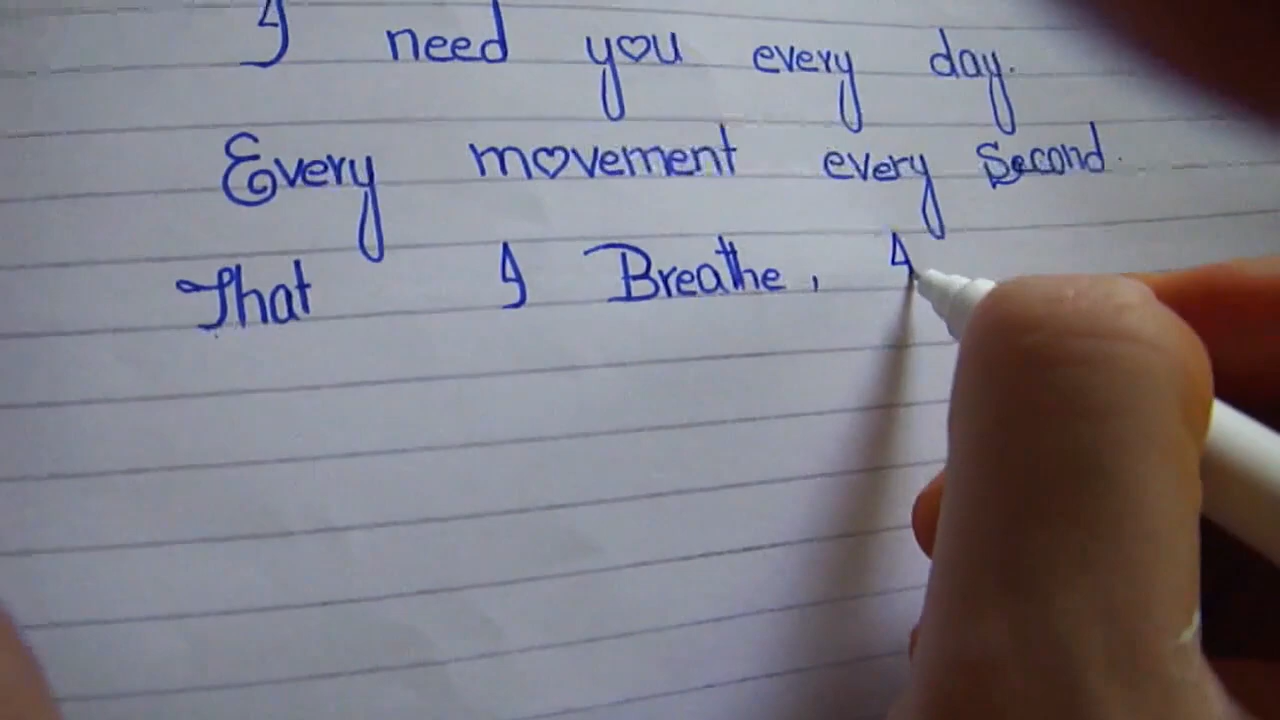 I need you every day.
Every movement every Second.
That I Breathe, I